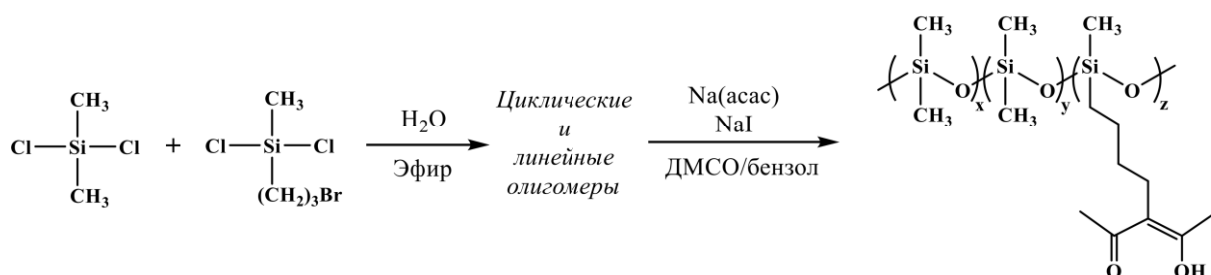 CH₃
Cl—Si—Cl
CH₃
+
CH₃
Cl—Si—Cl
(CH₂)₃Br
H₂O
Эфир
Циклические
и
линейные
олигомеры
Na(acac)
NaI
ДМСО/бензол
CH₃ CH₃ CH₃
(Si—O)x(Si—O)y(Si—O)z
CH₃ CH₃
O OH